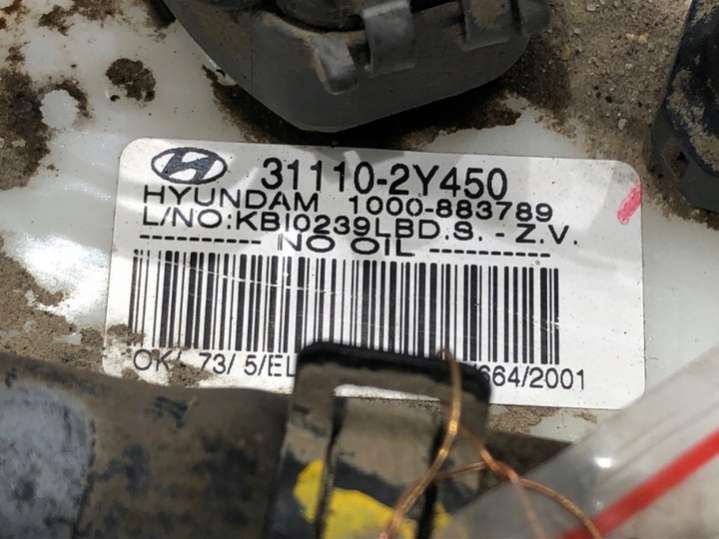 31110-2Y450
HYUNDAM 1000-883789
L/NO:KBI0239LBD.S. - Z.V.
---------- NO OIL ----------
OK/ 73/ 5/EL /664/2001